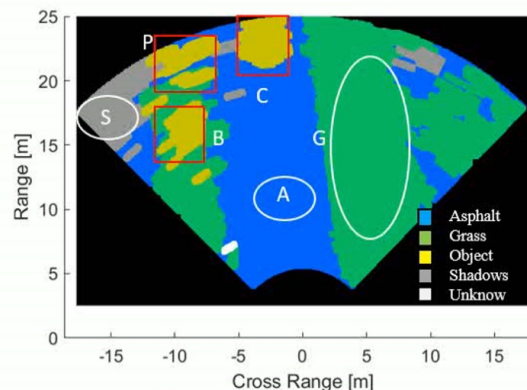 25
20
15
10
5
0
Range [m]
P
S
C
B
G
A
Asphalt
Grass
Object
Shadows
Unknow
-15 -10 -5 0 5 10 15
Cross Range [m]